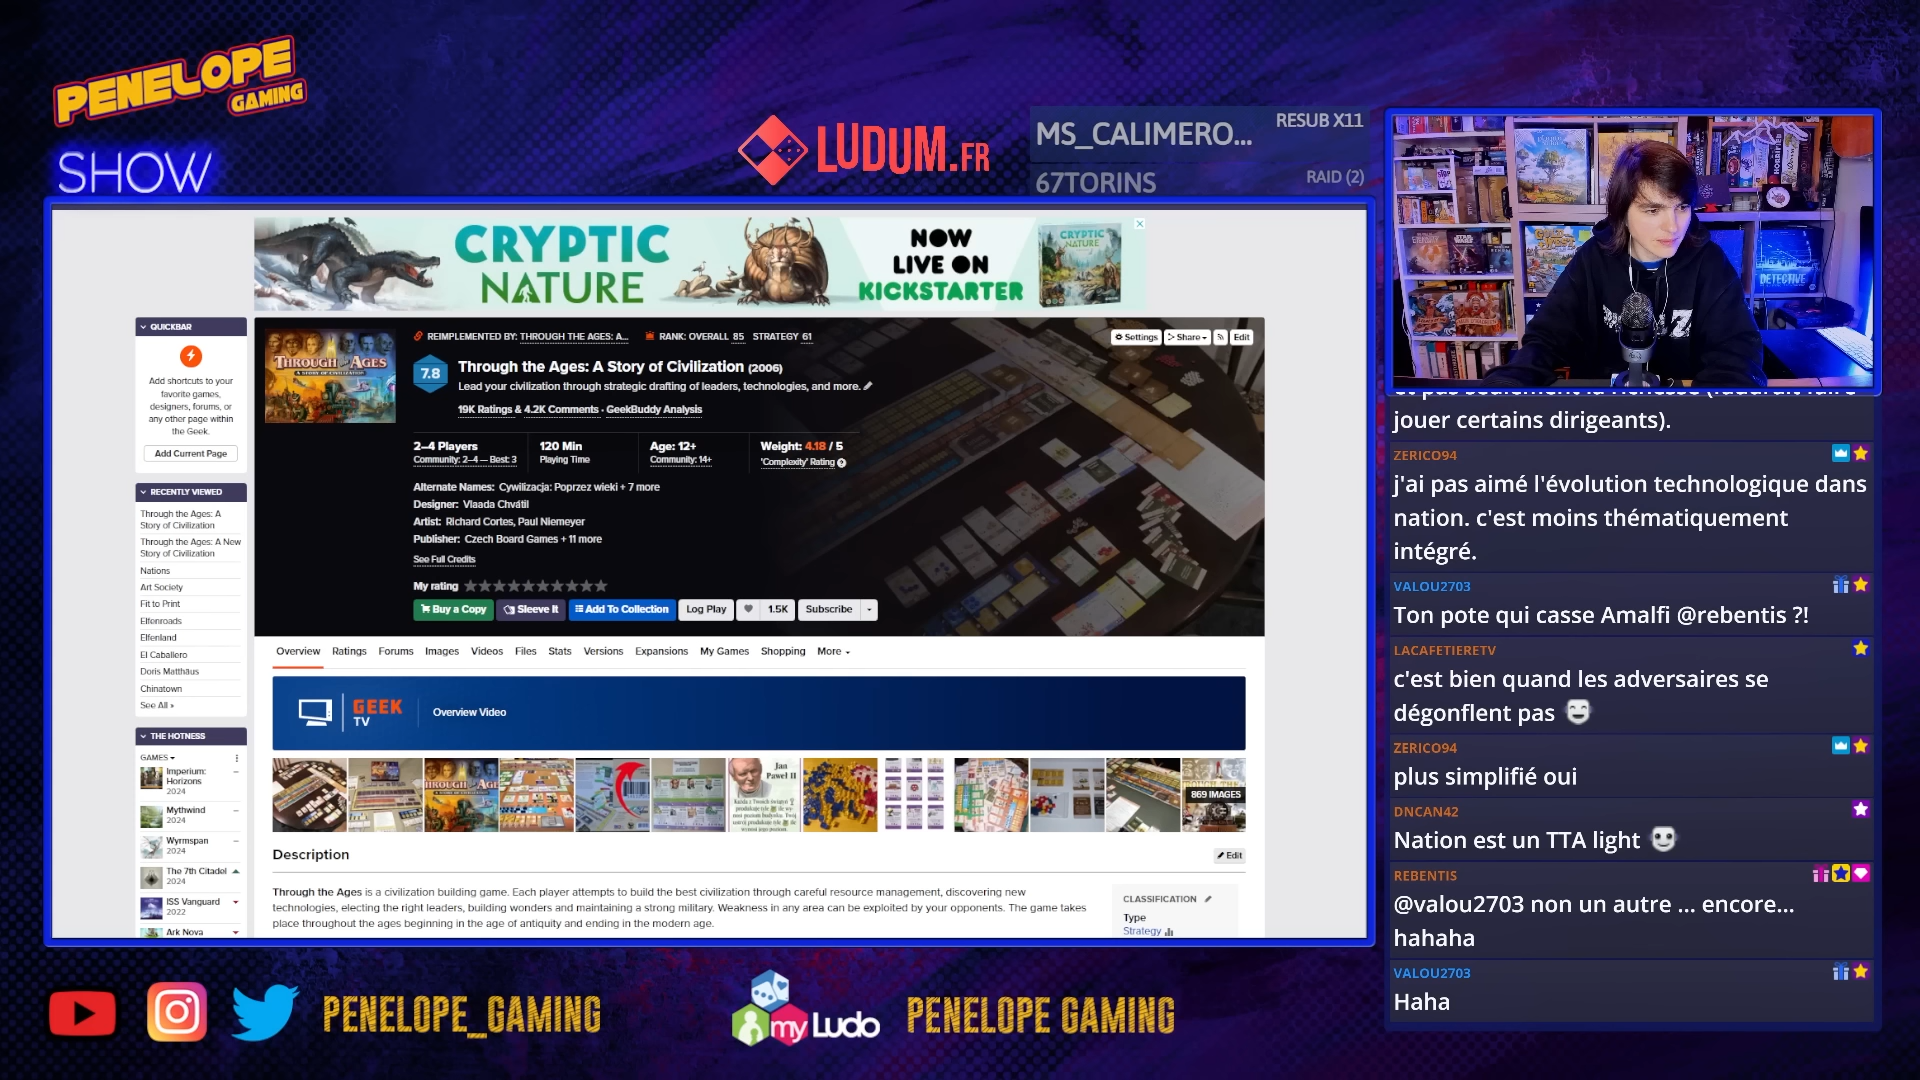 PENELOPE
GAMING
SHOW
LUDUM.FR
MS_CALIMERO... RESUB X11
67TORINS RAID (2)
CRYPTIC
NATURE
NOW
LIVE ON
KICKSTARTER
CRYPTIC
NATURE
QUICKBAR
Add shortcuts to your
favorite games,
designers, forums, or
any other page within
the Geek.
Add Current Page
RECENTLY VIEWED
Through the Ages: A
Story of Civilization
Through the Ages: A New
Story of Civilization
Nations
Art Society
Fit to Print
Elfenroads
Elfenland
El Caballero
Doris Matthäus
Chinatown
See All »
THE HOTNESS
GAMES
Imperium:
Horizons
2024
Mythwind
2024
Wyrmspan
2024
The 7th Citadel
2024
ISS Vanguard
2022
Ark Nova
THROUGH THE AGES
A STORY OF CIVILIZATION
REIMPLEMENTED BY: THROUGH THE AGES: A... RANK: OVERALL 85 STRATEGY 61
Settings Share Edit
7.8
Through the Ages: A Story of Civilization (2006)
Lead your civilization through strategic drafting of leaders, technologies, and more.
19K Ratings & 4.2K Comments · GeekBuddy Analysis
2–4 Players 120 Min Age: 12+ Weight: 4.18 / 5
Community: 2–4 — Best: 3 Playing Time Community: 14+ 'Complexity' Rating
Alternate Names: Cywilizacja: Poprzez wieki + 7 more
Designer: Vlaada Chvátil
Artist: Richard Cortes, Paul Niemeyer
Publisher: Czech Board Games + 11 more
See Full Credits
My rating
Buy a Copy Sleeve It Add To Collection Log Play 1.5K Subscribe
Overview Ratings Forums Images Videos Files Stats Versions Expansions My Games Shopping More
GEEK
TV
Overview Video
Jan
Paweł II
869 IMAGES
Description
Edit
Through the Ages is a civilization building game. Each player attempts to build the best civilization through careful resource management, discovering new
technologies, electing the right leaders, building wonders and maintaining a strong military. Weakness in any area can be exploited by your opponents. The game takes
place throughout the ages beginning in the age of antiquity and ending in the modern age.
CLASSIFICATION
Type
Strategy
DETECTIVE
jouer certains dirigeants).
ZERICO94
j'ai pas aimé l'évolution technologique dans
nation. c'est moins thématiquement
intégré.
VALOU2703
Ton pote qui casse Amalfi @rebentis ?!
LACAFETIERETV
c'est bien quand les adversaires se
dégonflent pas
ZERICO94
plus simplifié oui
DNCAN42
Nation est un TTA light
REBENTIS
@valou2703 non un autre ... encore...
hahaha
VALOU2703
Haha
PENELOPE_GAMING
myLudo
PENELOPE GAMING